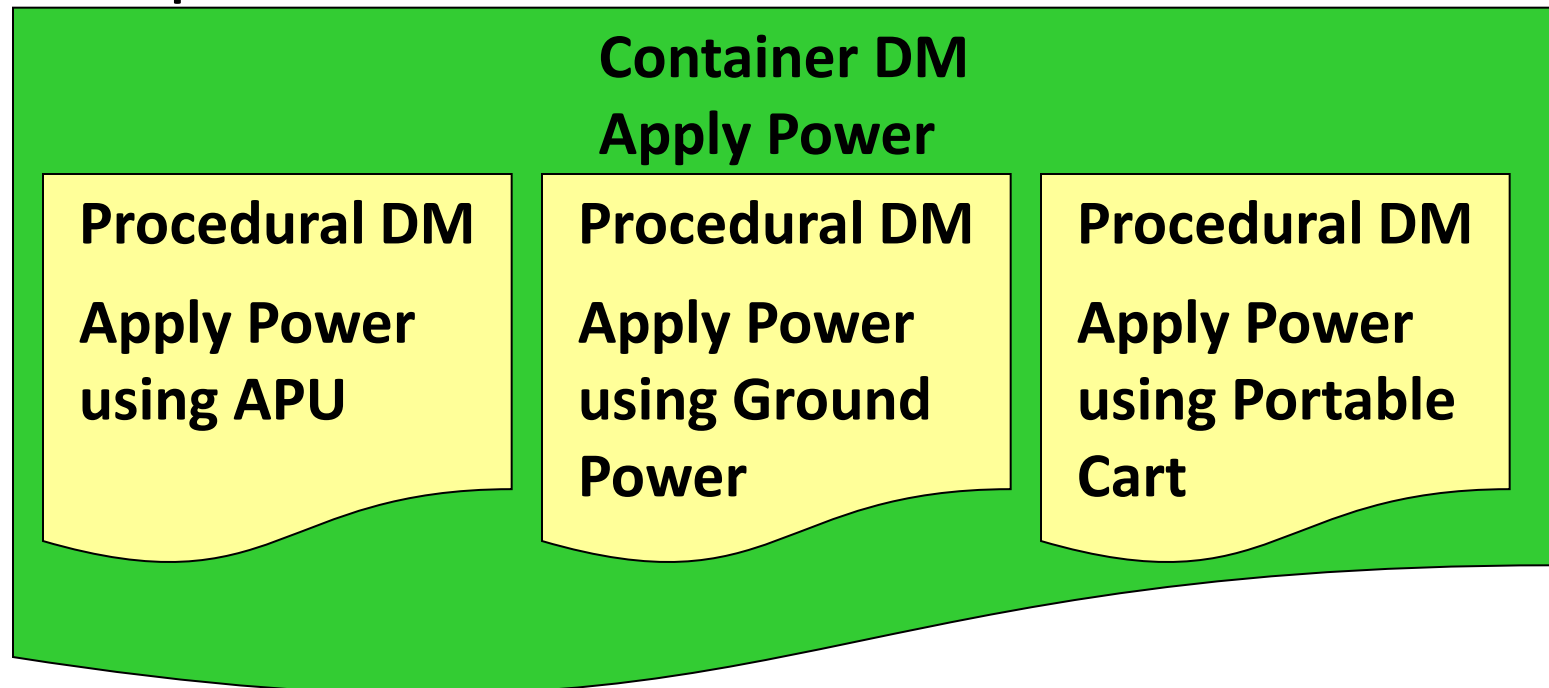 Container DM
Apply Power
Procedural DM
Apply Power
using APU
Procedural DM
Apply Power
using Ground
Power
Procedural DM
Apply Power
using Portable
Cart